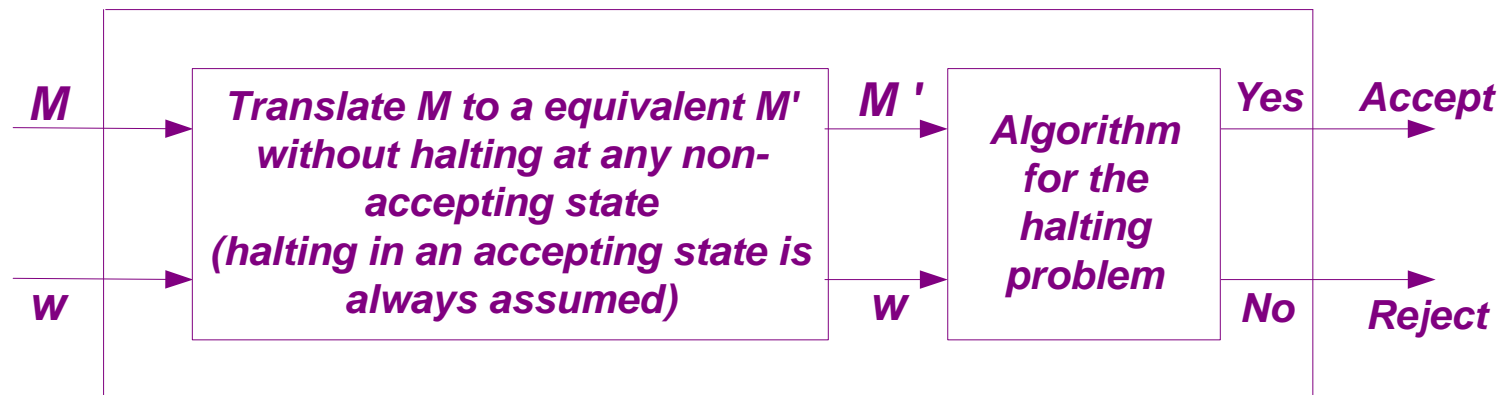 M
w
Translate M to a equivalent M'
without halting at any non-
accepting state
(halting in an accepting state is
always assumed)
M '
w
Algorithm
for the
halting
problem
Yes
No
Accept
Reject